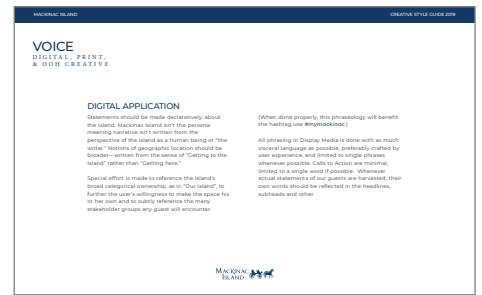 MACKINAC ISLAND
CREATIVE STYLE GUIDE 2019
VOICE
DIGITAL, PRINT,
& OOH CREATIVE
DIGITAL APPLICATION
Statements should be made declaratively, about
the island: Mackinac Island isn't the persona;
meaning narrative isn't written from the
perspective of the island as a human being or "the
writer." Notions of geographic location should be
broader—written from the sense of "Getting to the
Island" rather than "Getting here."
Special effort is made to reference the island's
broad categorical ownership, as in "Our Island", to
further the user's willingness to make the space his
or her own and to subtly reference the many
stakeholder groups any guest will encounter.
(When done properly, this phraseology will benefit
the hashtag use #mymackinac.)
All phrasing in Display Media is done with as much
visceral language as possible, preferably crafted by
user experience, and limited to single phrases
whenever possible. Calls to Action are minimal,
limited to a single word if possible. Whenever
actual statements of our guests are harvested, their
own words should be reflected in the headlines,
subheads and other.
MACKINAC
ISLAND